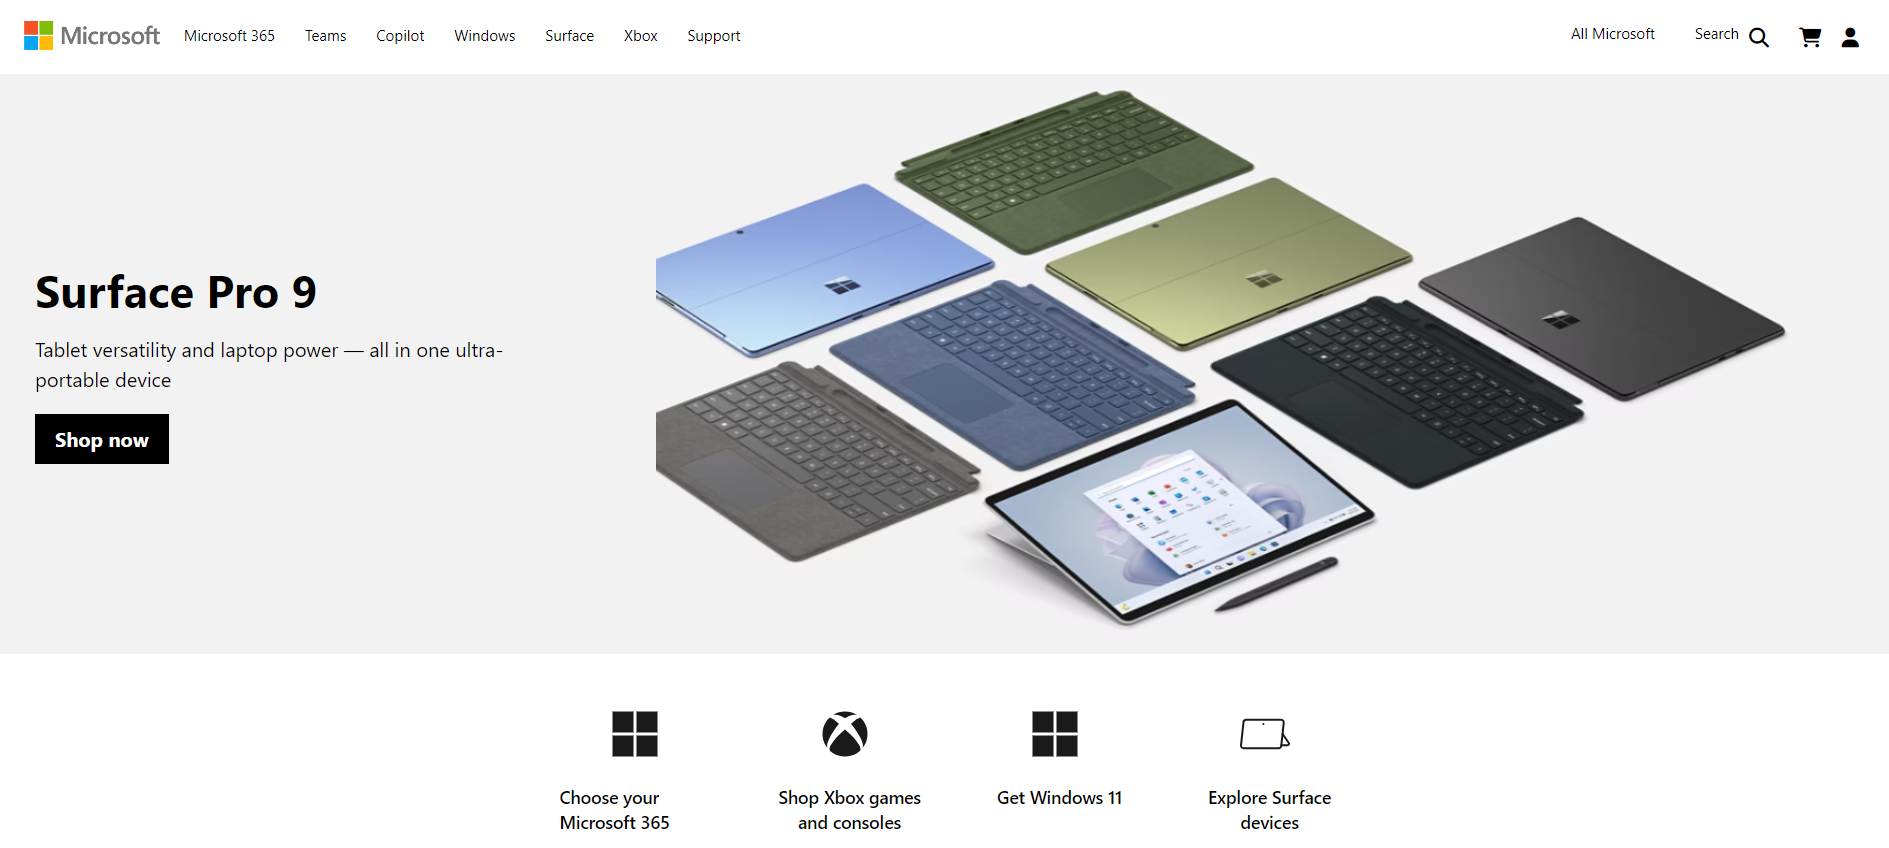 Microsoft
Microsoft 365
Teams
Copilot
Windows
Surface
Xbox
Support
All Microsoft
Search
Surface Pro 9
Tablet versatility and laptop power — all in one ultra-
portable device
Shop now
Choose your
Microsoft 365
Shop Xbox games
and consoles
Get Windows 11
Explore Surface
devices